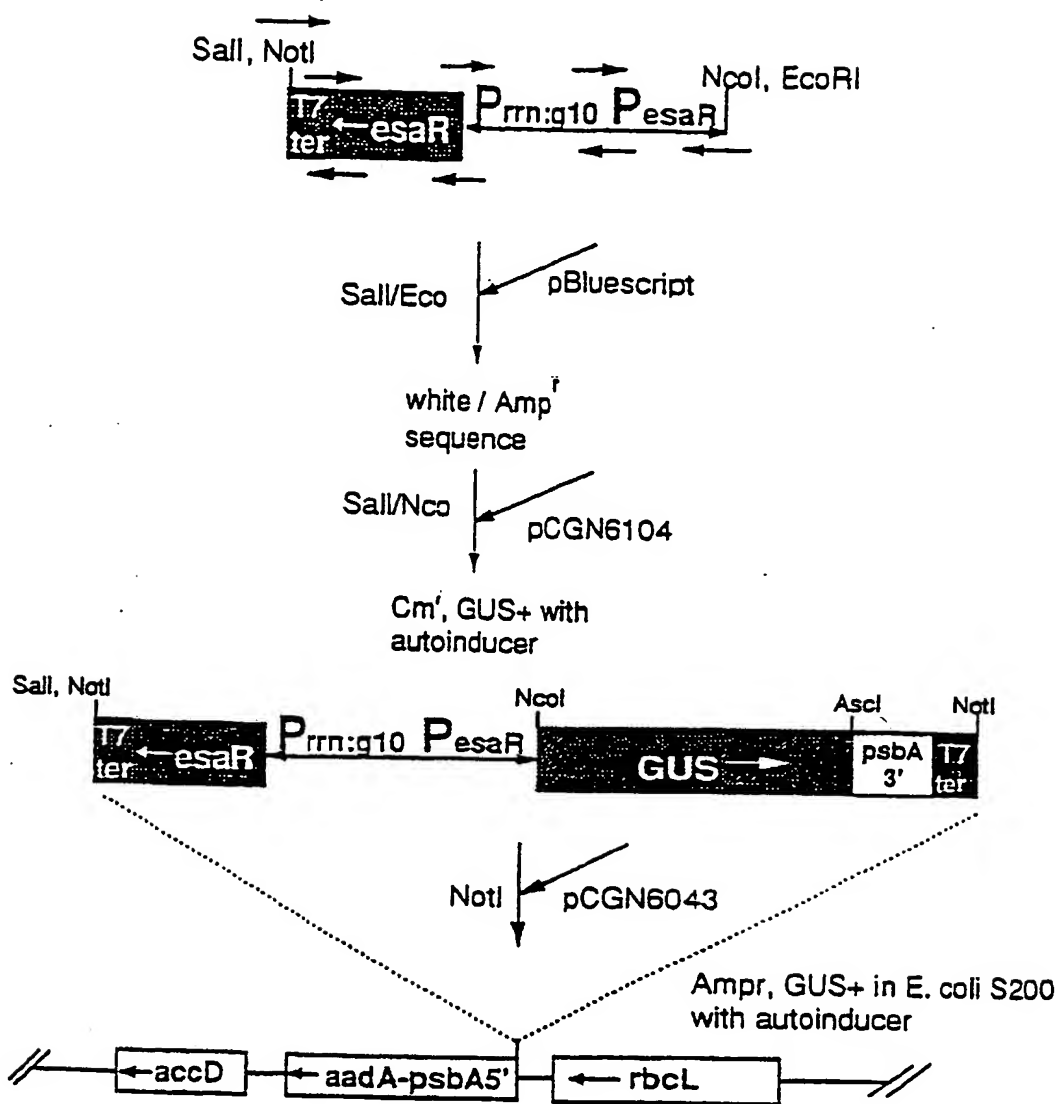 SalI, NotI
NcoI, EcoRI
T7 ter
esaR
Prrn:g10 PesaR
SalI/Eco
pBluescript
white / Ampr
sequence
SalI/Nco
pCGN6104
Cmr, GUS+ with
autoinducer
SalI, NotI
NcoI
AscI
NotI
T7 ter
esaR
Prrn:g10 PesaR
GUS
psbA
3'
T7
ter
NotI
pCGN6043
Ampr, GUS+ in E. coli S200
with autoinducer
accD
aadA-psbA5'
rbcL